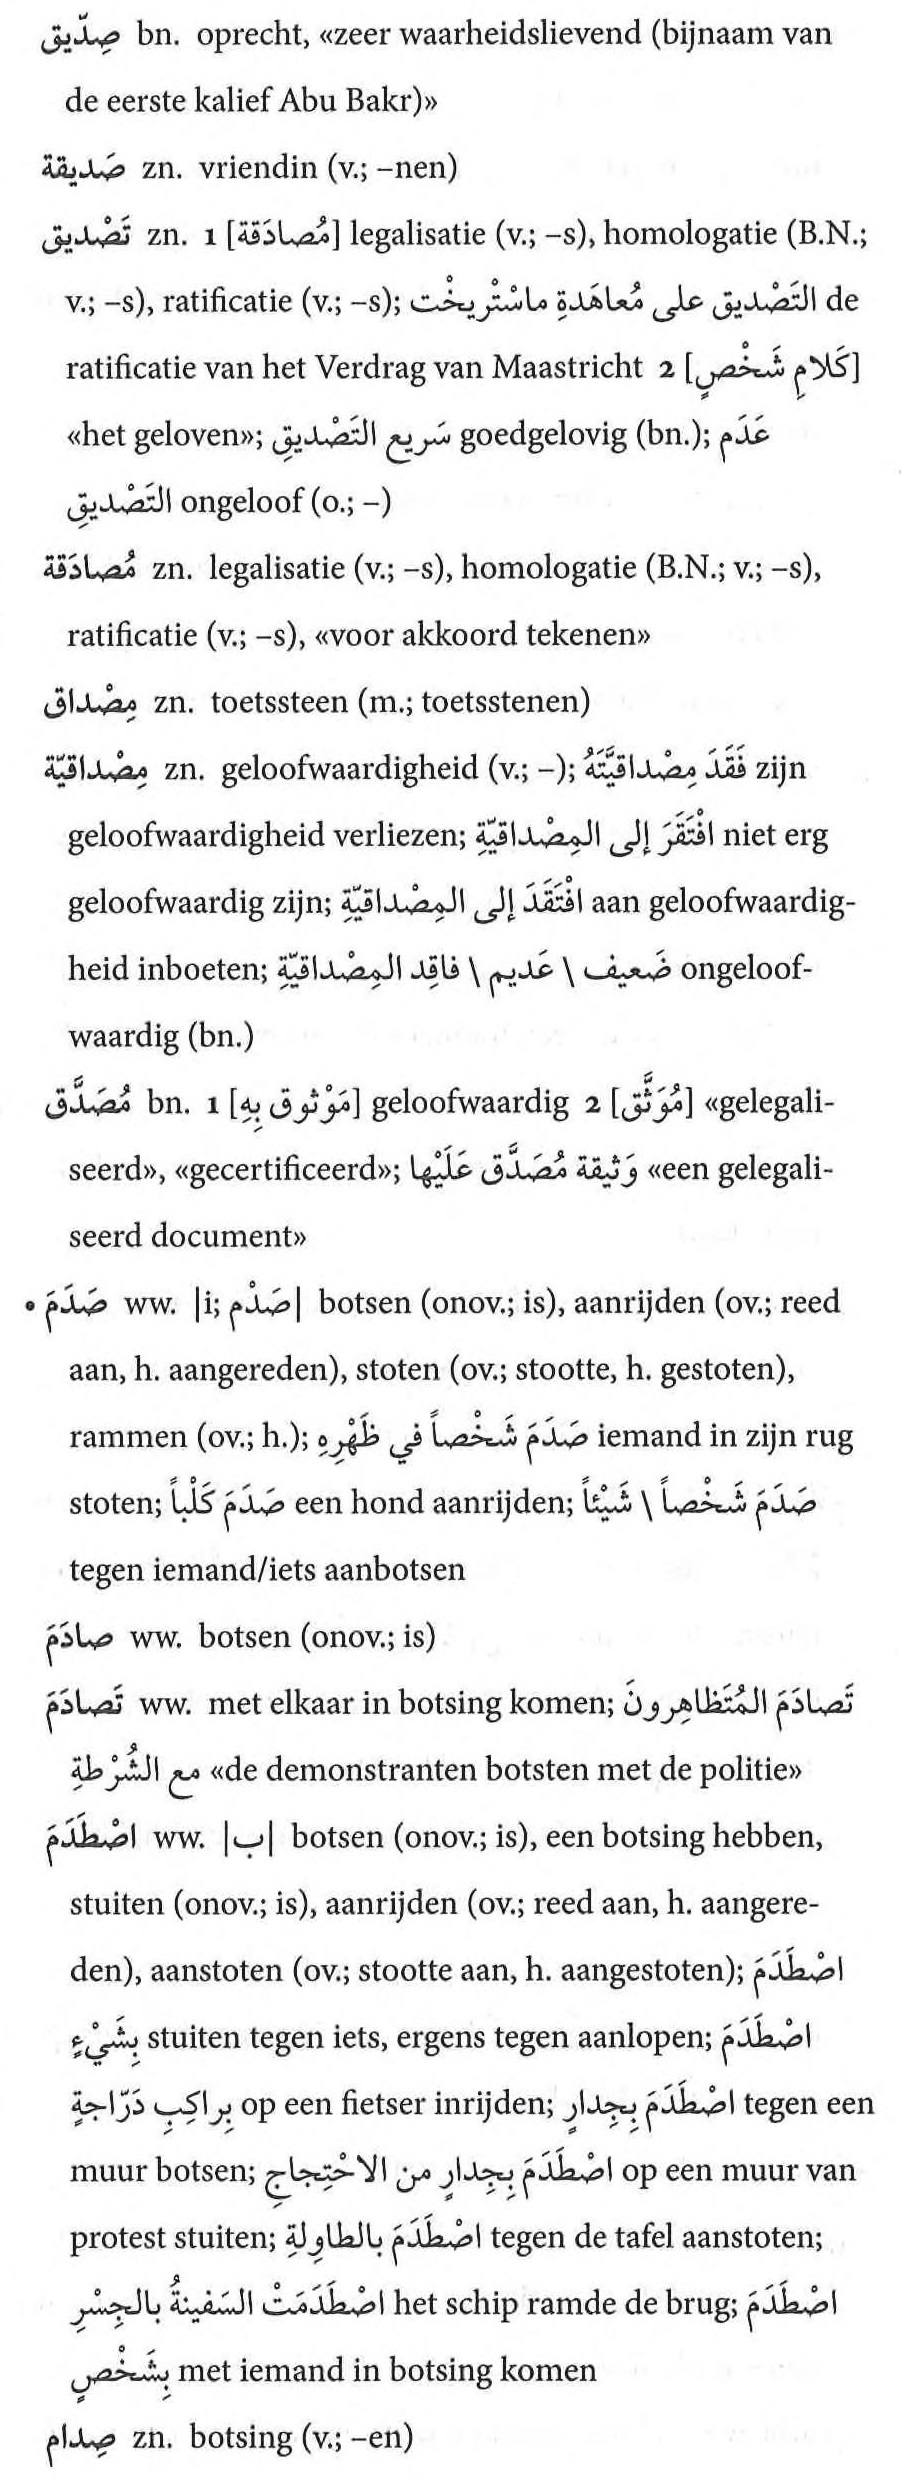 صِدّيق bn. oprecht, «zeer waarheidslievend (bijnaam van
de eerste kalief Abu Bakr)»
صَديقة zn. vriendin (v.; –nen)
تَصْديق zn. 1 [مُصادَقة] legalisatie (v.; –s), homologatie (B.N.;
v.; –s), ratificatie (v.; –s); التَصْديق على مُعاهَدةِ ماسْتْريخْت de
ratificatie van het Verdrag van Maastricht 2 [كَلامِ شَخْصٍ]
«het geloven»; سَريع التَصْديقِ goedgelovig (bn.); عَدَم
التَصْديقِ ongeloof (o.; –)
مُصادَقة zn. legalisatie (v.; –s), homologatie (B.N.; v.; –s),
ratificatie (v.; –s), «voor akkoord tekenen»
مِصْداق zn. toetssteen (m.; toetsstenen)
مِصْداقيّة zn. geloofwaardigheid (v.; –); فَقَدَ مِصْداقيَّتَهُ zijn
geloofwaardigheid verliezen; افْتَقَرَ إلى المِصْداقيّةِ niet erg
geloofwaardig zijn; افْتَقَدَ إلى المِصْداقيّةِ aan geloofwaardig-
heid inboeten; ضَعيف \ عَديم \ فاقِد المِصْداقيّةِ ongeloof-
waardig (bn.)
مُصَدَّق bn. 1 [مَوْثوق بِهِ] geloofwaardig 2 [مُوَثَّق] «gelegali-
seerd», «gecertificeerd»; وَثيقة مُصَدَّق عَلَيْها «een gelegali-
seerd document»
• صَدَمَ ww. |i; صَدْم| botsen (onov.; is), aanrijden (ov.; reed
aan, h. aangereden), stoten (ov.; stootte, h. gestoten),
rammen (ov.; h.); صَدَمَ شَخْصاً في ظَهْرِهِ iemand in zijn rug
stoten; صَدَمَ كَلْباً een hond aanrijden; صَدَمَ شَخْصاً \ شَيْئاً
tegen iemand/iets aanbotsen
صادَمَ ww. botsen (onov.; is)
تَصادَمَ ww. met elkaar in botsing komen; تَصادَمَ المُتَظاهِرونَ
مع الشُرْطةِ «de demonstranten botsten met de politie»
اصْطَدَمَ ww. |ب| botsen (onov.; is), een botsing hebben,
stuiten (onov.; is), aanrijden (ov.; reed aan, h. aangere-
den), aanstoten (ov.; stootte aan, h. aangestoten); اصْطَدَمَ
بِشَيْءٍ stuiten tegen iets, ergens tegen aanlopen; اصْطَدَمَ
بِراكِبِ دَرّاجةٍ op een fietser inrijden; اصْطَدَمَ بِجِدارٍ tegen een
muur botsen; اصْطَدَمَ بِجِدارٍ من الاحْتِجاجِ op een muur van
protest stuiten; اصْطَدَمَ بالطاوِلةِ tegen de tafel aanstoten;
اصْطَدَمَتْ السَفينةُ بالجِسْرِ het schip ramde de brug; اصْطَدَمَ
بِشَخْصٍ met iemand in botsing komen
صِدام zn. botsing (v.; –en)